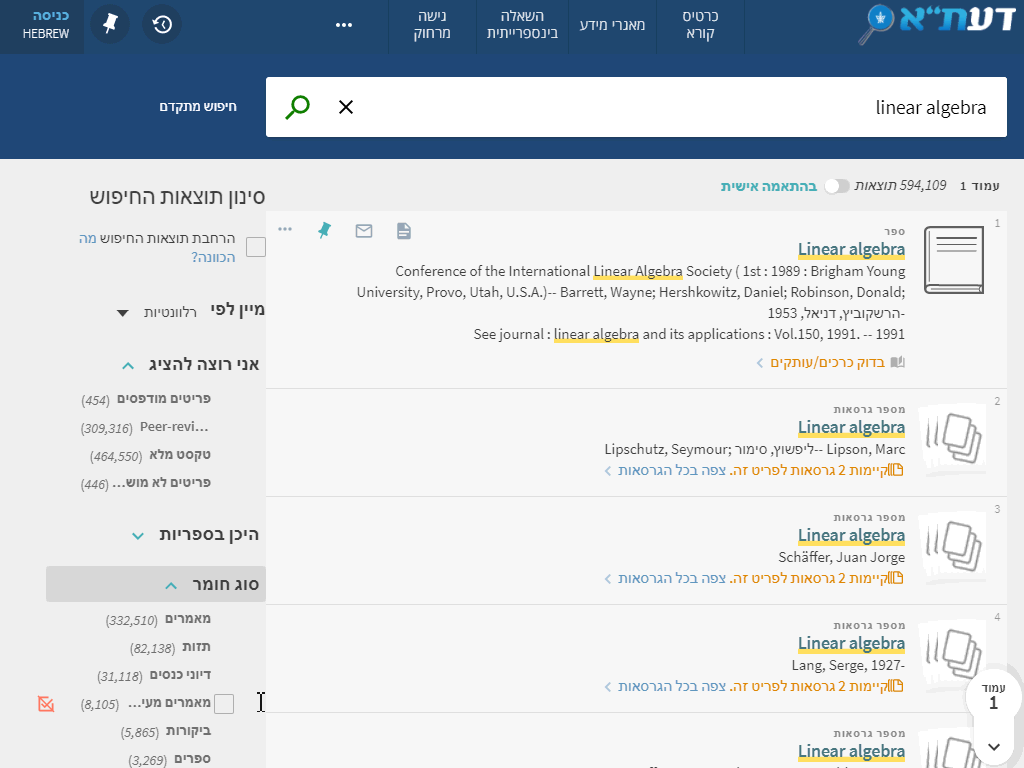 דעת"א
כרטיס קורא
מאגרי מידע
השאלה בינספרייתית
גישה מרחוק
כניסה
HEBREW
linear algebra
חיפוש מתקדם
עמוד 1 594,109 תוצאות בהתאמה אישית
1
ספר
Linear algebra
Conference of the International Linear Algebra Society ( 1st : 1989 : Brigham Young
University, Provo, Utah, U.S.A.)-- Barrett, Wayne; Hershkowitz, Daniel; Robinson, Donald;
הרשקוביץ, דניאל, 1953-
See journal : linear algebra and its applications : Vol.150, 1991. -- 1991
בדוק כרכים/עותקים
2
מספר גרסאות
Linear algebra
Lipschutz, Seymour; ליפשוץ, סימור-- Lipson, Marc
קיימות 2 גרסאות לפריט זה. צפה בכל הגרסאות
3
מספר גרסאות
Linear algebra
Schäffer, Juan Jorge
קיימות 2 גרסאות לפריט זה. צפה בכל הגרסאות
4
מספר גרסאות
Linear algebra
Lang, Serge, 1927-
קיימות 2 גרסאות לפריט זה. צפה בכל הגרסאות
מספר גרסאות
Linear algebra
עמוד
1
סינון תוצאות החיפוש
הרחבת תוצאות החיפוש מה
הכוונה?
מיין לפי רלוונטיות
אני רוצה להציג
פריטים מודפסים (454)
Peer-revi... (309,316)
טקסט מלא (464,550)
פריטים לא מוש... (446)
היכן בספריות
סוג חומר
מאמרים (332,510)
תזות (82,138)
דיוני כנסים (31,118)
מאמרים מעי... (8,105)
ביקורות (5,865)
ספרים (3,269)